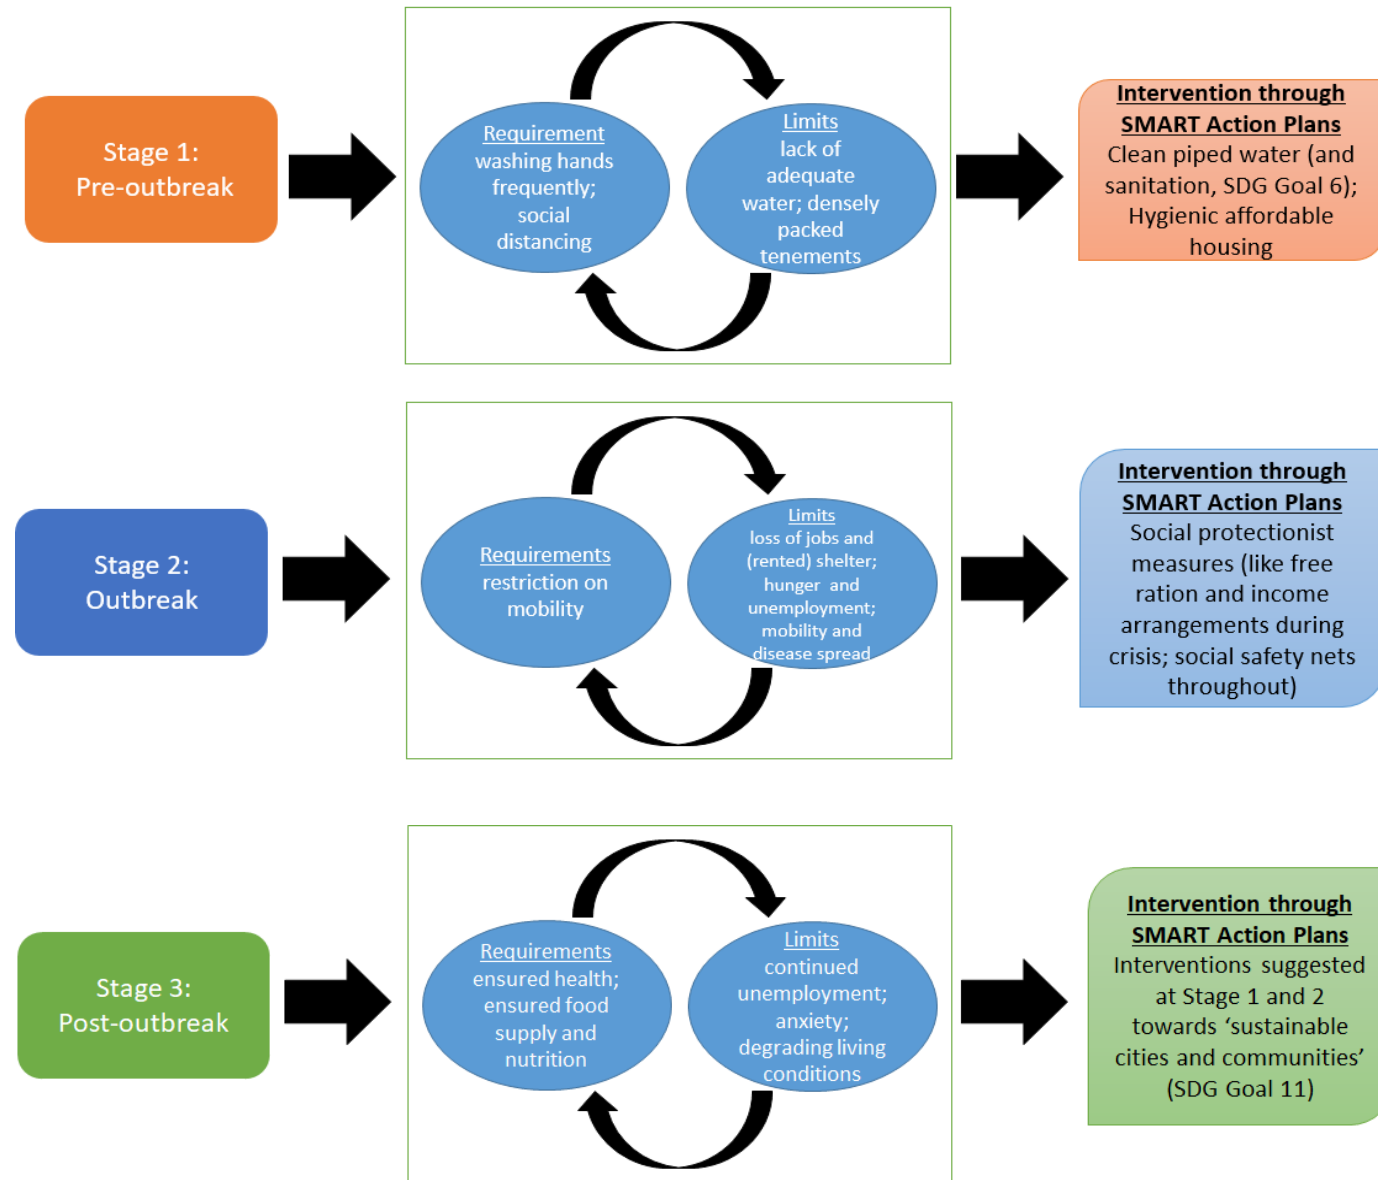 Stage 1:
Pre-outbreak
Requirement
washing hands
frequently;
social
distancing
Limits
lack of
adequate
water; densely
packed
tenements
Intervention through
SMART Action Plans
Clean piped water (and
sanitation, SDG Goal 6);
Hygienic affordable
housing
Stage 2:
Outbreak
Requirements
restriction on
mobility
Limits
loss of jobs and
(rented) shelter;
hunger and
unemployment;
mobility and
disease spread
Intervention through
SMART Action Plans
Social protectionist
measures (like free
ration and income
arrangements during
crisis; social safety nets
throughout)
Stage 3:
Post-outbreak
Requirements
ensured health;
ensured food
supply and
nutrition
Limits
continued
unemployment;
anxiety;
degrading living
conditions
Intervention through
SMART Action Plans
Interventions suggested
at Stage 1 and 2
towards ‘sustainable
cities and communities’
(SDG Goal 11)